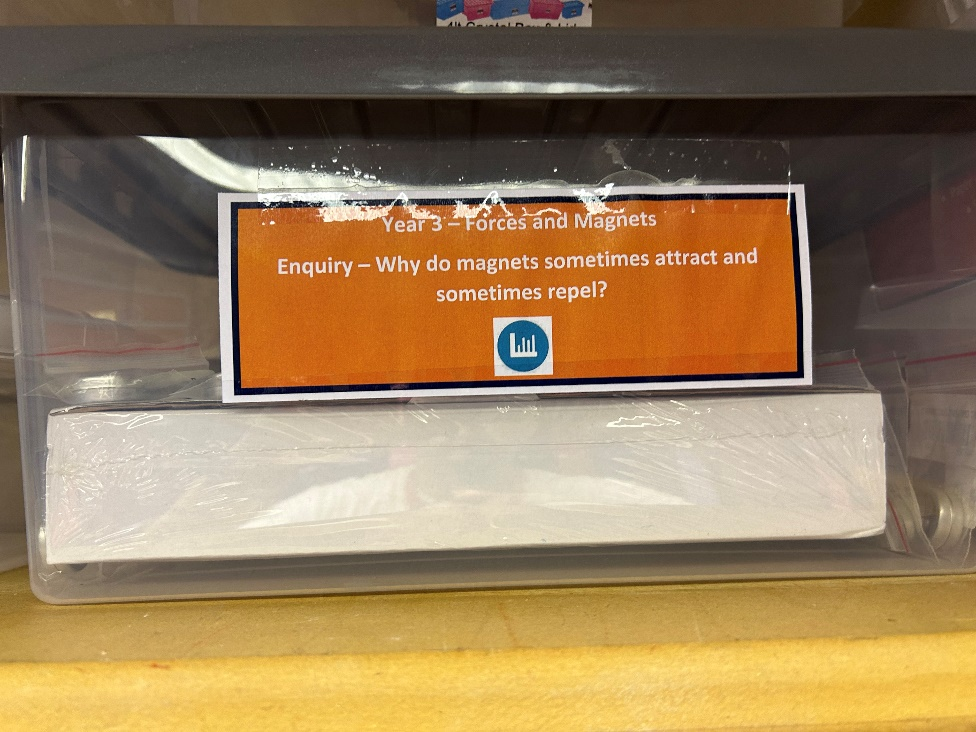 Year 3 – Forces and Magnets
Enquiry – Why do magnets sometimes attract and
sometimes repel?